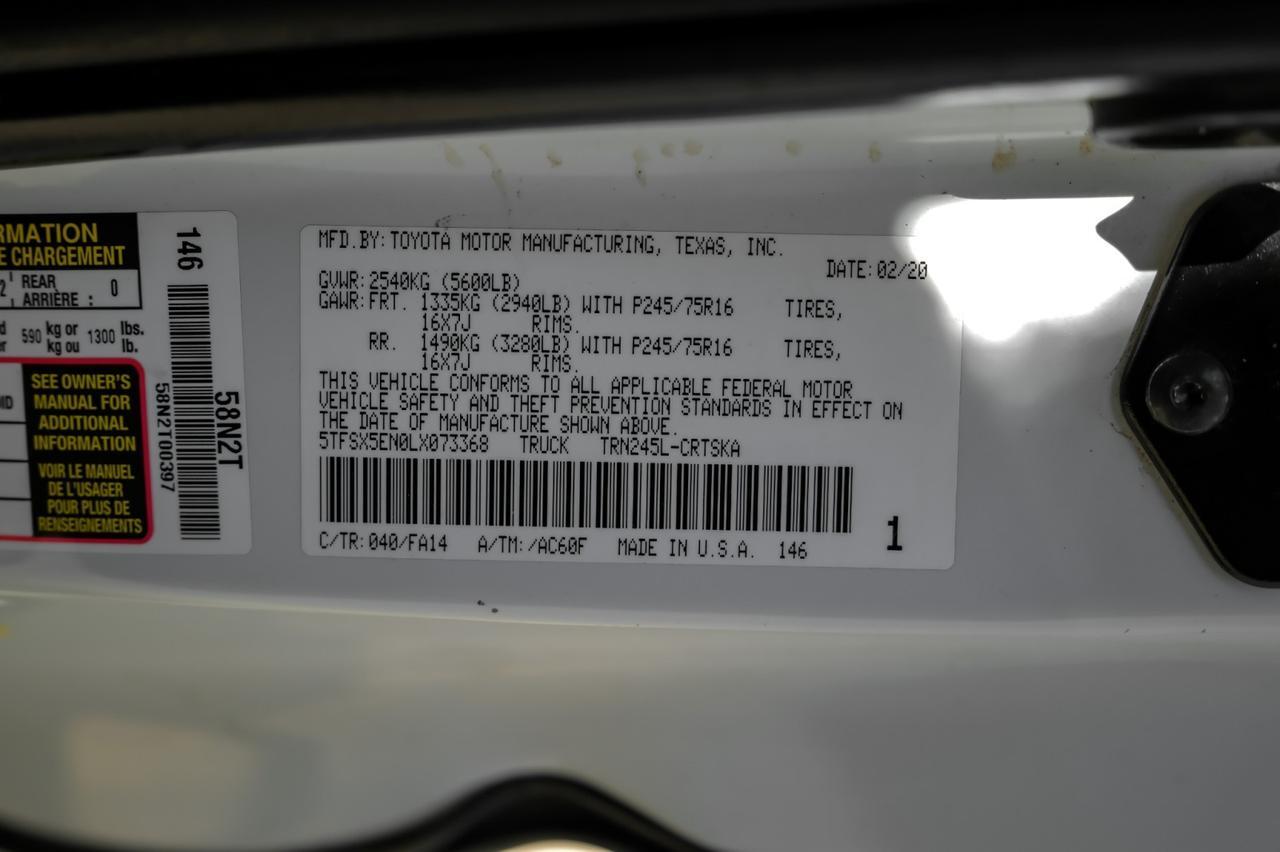 RMATION
E CHARGEMENT
2 REAR
ARRIÈRE : 0
590 kg or 1300 lbs.
kg ou lb.
SEE OWNER'S
MANUAL FOR
ADDITIONAL
INFORMATION
VOIR LE MANUEL
DE L'USAGER
POUR PLUS DE
RENSEIGNEMENTS
146
58N2T00397
58N2T
MFD.BY:TOYOTA MOTOR MANUFACTURING, TEXAS, INC.
DATE:02/20
GVWR:2540KG (5600LB)
GAWR:FRT. 1335KG (2940LB) WITH P245/75R16 TIRES,
16X7J RIMS.
RR. 1490KG (3280LB) WITH P245/75R16 TIRES,
16X7J RIMS.
THIS VEHICLE CONFORMS TO ALL APPLICABLE FEDERAL MOTOR
VEHICLE SAFETY AND THEFT PREVENTION STANDARDS IN EFFECT ON
THE DATE OF MANUFACTURE SHOWN ABOVE.
5TFSX5EN0LX073368 TRUCK TRN245L-CRTSKA
C/TR:040/FA14 A/TM:/AC60F MADE IN U.S.A. 146
1